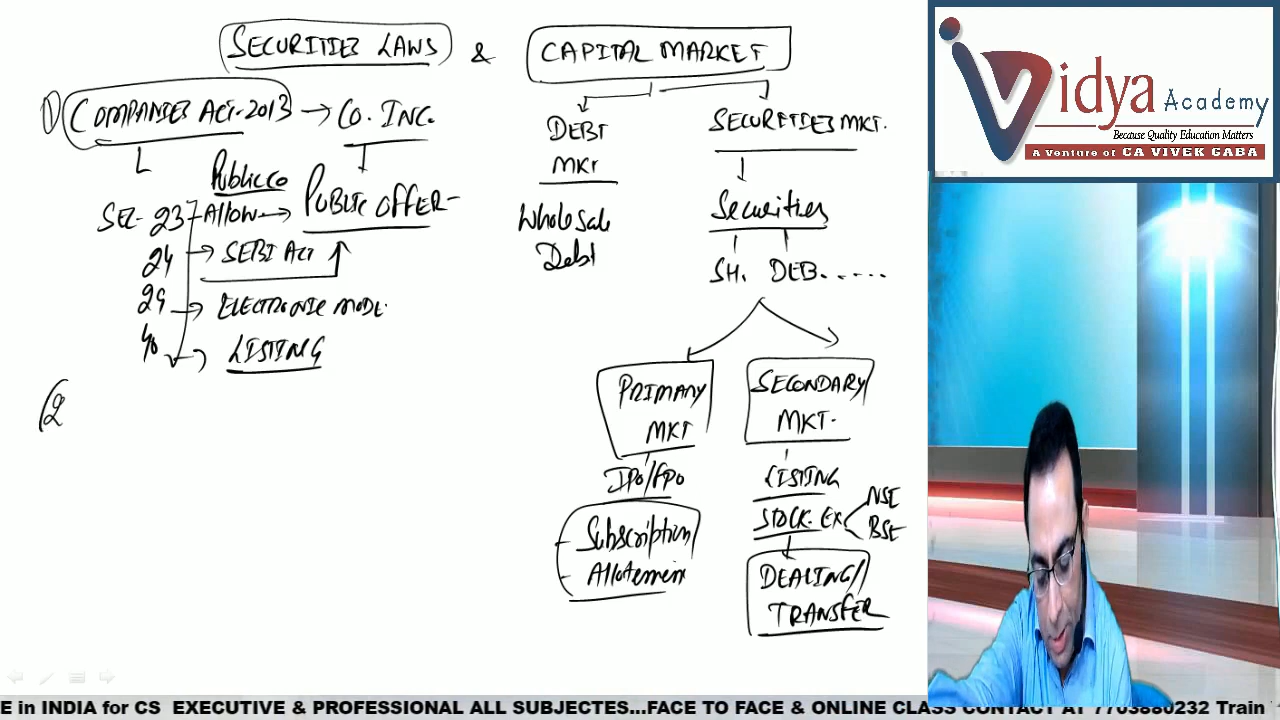 SECURITIES LAWS & CAPITAL MARKET
1) COMPANIES ACT-2013 → CO. INC.
PUBLIC CO
SEC- 23 ALLOW → PUBLIC OFFER
24 → SEBI ACT
29 → ELECTRONIC MODE
40 → LISTING
(2
DEBT
MKT
Wholesale
Debt
SECURITIES MKT.
Securities
SH. DEB. .....
PRIMARY
MKT
IPO/FPO
- Subscription/
- Allotement
SECONDARY
MKT.
LISTING
STOCK. EX
NSE
BSE
DEALING/
TRANSFER
Vidya Academy
Because Quality Education Matters
A Venture of CA VIVEK GABA
E in INDIA for CS EXECUTIVE & PROFESSIONAL ALL SUBJECTES...FACE TO FACE & ONLINE CLASS CONTACT AT 7703880232 Train